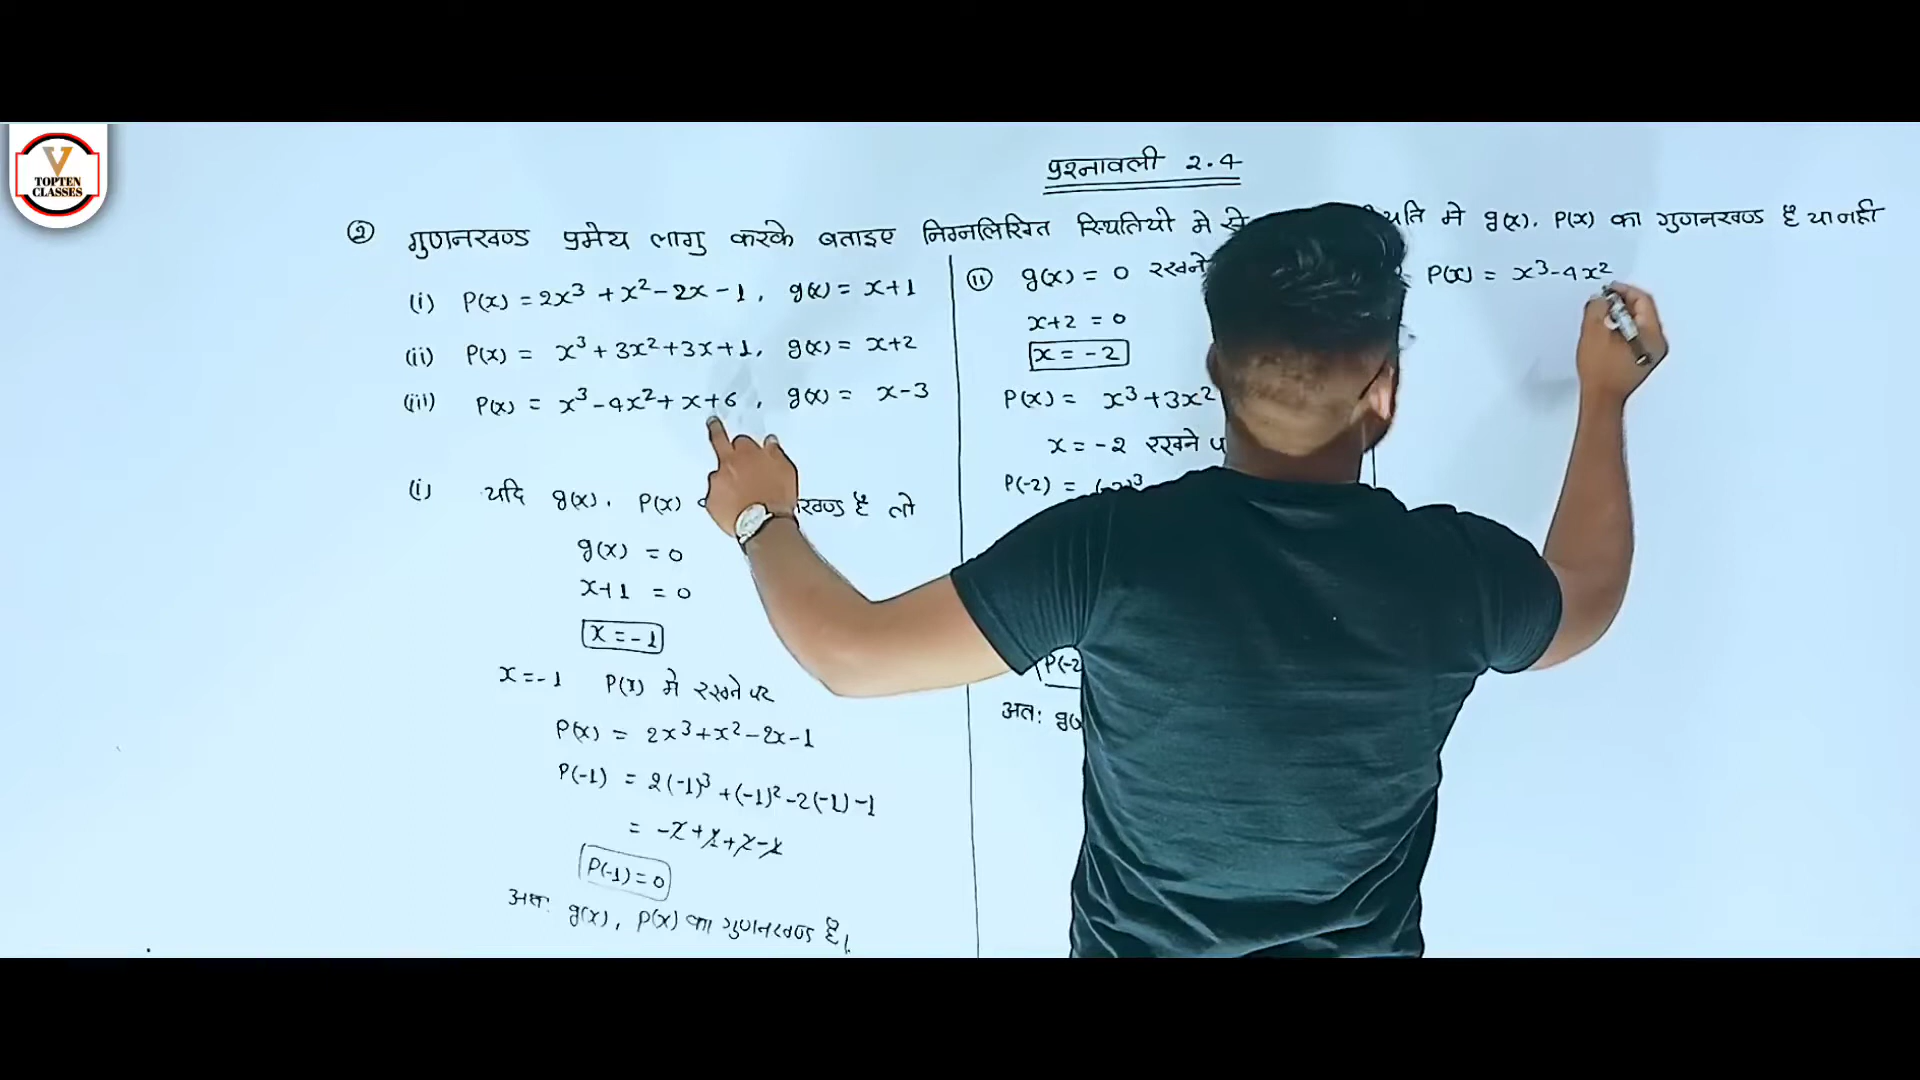 V
TOPTEN
CLASSES
प्रश्नावली 2.4
② गुणनखण्ड प्रमेय लागु करके बताइए निम्नलिखित स्थितियो मे से g(x), P(x) का गुणनखण्ड है या नही
(i) P(x) = 2x³ + x² - 2x - 1, g(x) = x+1
(ii) P(x) = x³ + 3x² + 3x + 1, g(x) = x+2
(iii) P(x) = x³ - 4x² + x + 6, g(x) = x-3
(i) यदि g(x), P(x) है तो
g(x) = 0
x+1 = 0
x = -1
x = -1 P(x) मे रखने पर
P(x) = 2x³ + x² - 2x - 1
P(-1) = 2(-1)³ + (-1)² - 2(-1) - 1
= -2 + 1 + 2 - 1
P(-1) = 0
अतः g(x), P(x) का गुणनखण्ड है।
(ii) g(x) = 0 रखने
x+2 = 0
x = -2
P(x) = x³ + 3x²
x = -2 रखने
P(-2) = (-2)³
P(-2
अतः
P(x) = x³ - 4x²